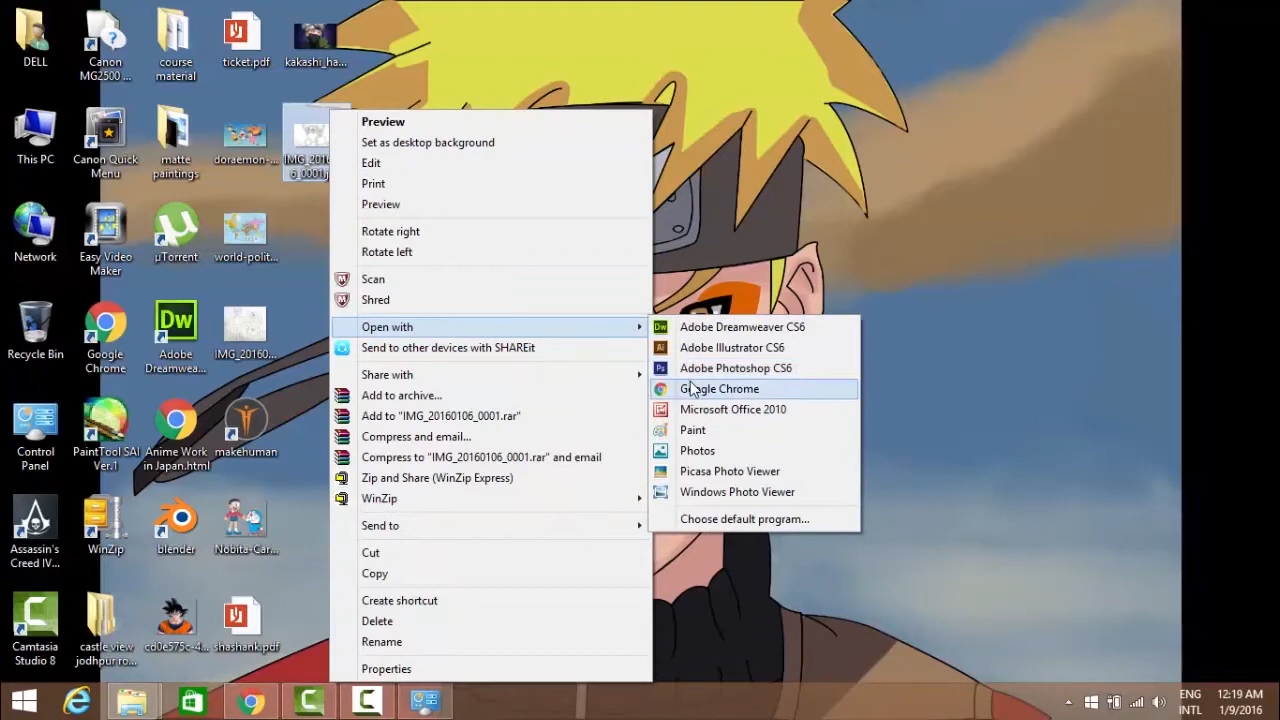 DELL
Canon
MG2500 ...
course
material
ticket.pdf
kakashi_ha...
This PC
Canon Quick
Menu
matte
paintings
doraemon-...
Network
Easy Video
Maker
µTorrent
world-polit...
Recycle Bin
Google
Chrome
Dw
Adobe
Dreamwea...
IMG_20160...
Control
Panel
PaintTool SAI
Ver.1
Anime Work
in Japan.html
makehuman
Assassin's
Creed IV...
WinZip
blender
Nobita-Car...
Camtasia
Studio 8
castle view
jodhpur ro...
cd0e575c-4...
shashank.pdf
Preview
Set as desktop background
Edit
Print
Preview
Rotate right
Rotate left
Scan
Shred
Open with
Send to other devices with SHAREit
Share with
Add to archive...
Add to "IMG_20160106_0001.rar"
Compress and email...
Compress to "IMG_20160106_0001.rar" and email
Zip and Share (WinZip Express)
WinZip
Send to
Cut
Copy
Create shortcut
Delete
Rename
Properties
Dw Adobe Dreamweaver CS6
Ai Adobe Illustrator CS6
Ps Adobe Photoshop CS6
Google Chrome
Microsoft Office 2010
Paint
Photos
Picasa Photo Viewer
Windows Photo Viewer
Choose default program...
ENG
INTL
12:19 AM
1/9/2016